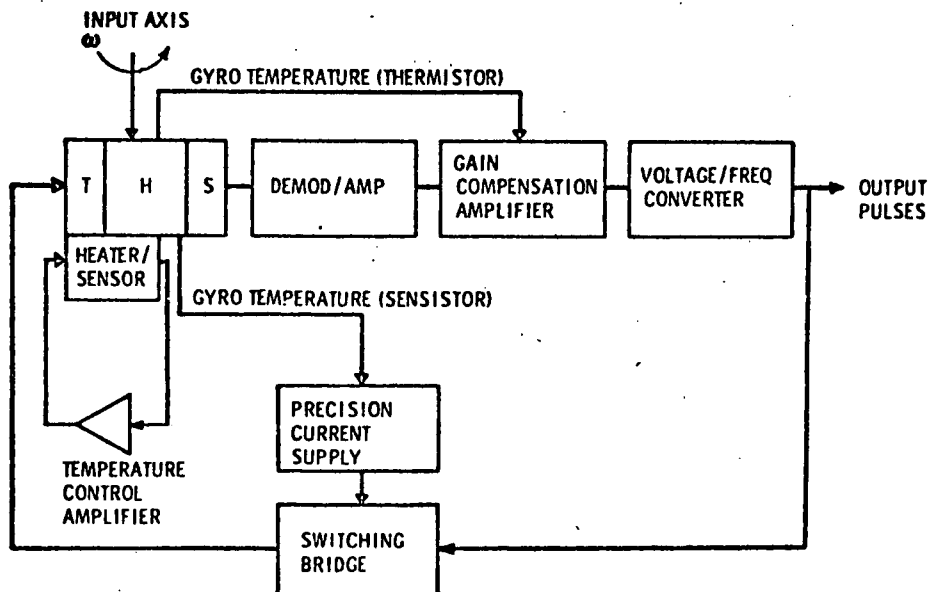 INPUT AXIS
ω
GYRO TEMPERATURE (THERMISTOR)
T
H
S
DEMOD/AMP
GAIN
COMPENSATION
AMPLIFIER
VOLTAGE/FREQ
CONVERTER
OUTPUT
PULSES
HEATER/
SENSOR
GYRO TEMPERATURE (SENSISTOR)
PRECISION
CURRENT
SUPPLY
TEMPERATURE
CONTROL
AMPLIFIER
SWITCHING
BRIDGE